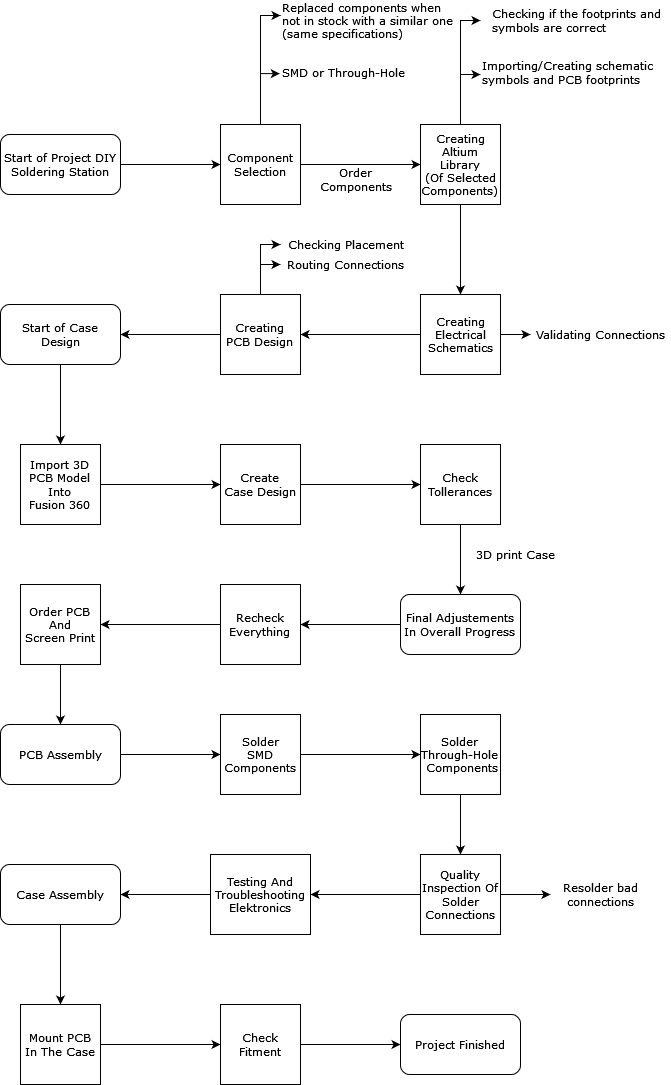 Replaced components when
not in stock with a similar one
(same specifications)
SMD or Through-Hole
Checking if the footprints and
symbols are correct
Importing/Creating schematic
symbols and PCB footprints
Start of Project DIY
Soldering Station
Component
Selection
Order
Components
Creating
Altium
Library
(Of Selected
Components)
Checking Placement
Routing Connections
Start of Case
Design
Creating
PCB Design
Creating
Electrical
Schematics
Validating Connections
Import 3D
PCB Model
Into
Fusion 360
Create
Case Design
Check
Tollerances
3D print Case
Order PCB
And
Screen Print
Recheck
Everything
Final Adjustements
In Overall Progress
PCB Assembly
Solder
SMD
Components
Solder
Through-Hole
Components
Case Assembly
Testing And
Troubleshooting
Elektronics
Quality
Inspection Of
Solder
Connections
Resolder bad
connections
Mount PCB
In The Case
Check
Fitment
Project Finished